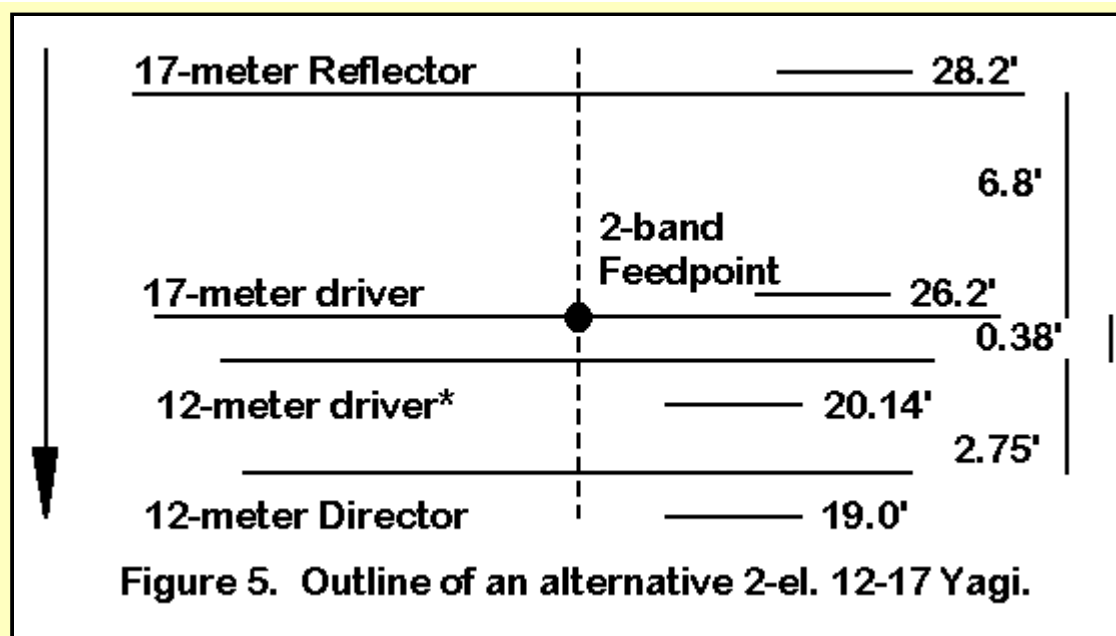 17-meter Reflector 28.2'
6.8'
2-band
Feedpoint
17-meter driver 26.2'
0.38'
12-meter driver* 20.14'
2.75'
12-meter Director 19.0'
Figure 5. Outline of an alternative 2-el. 12-17 Yagi.